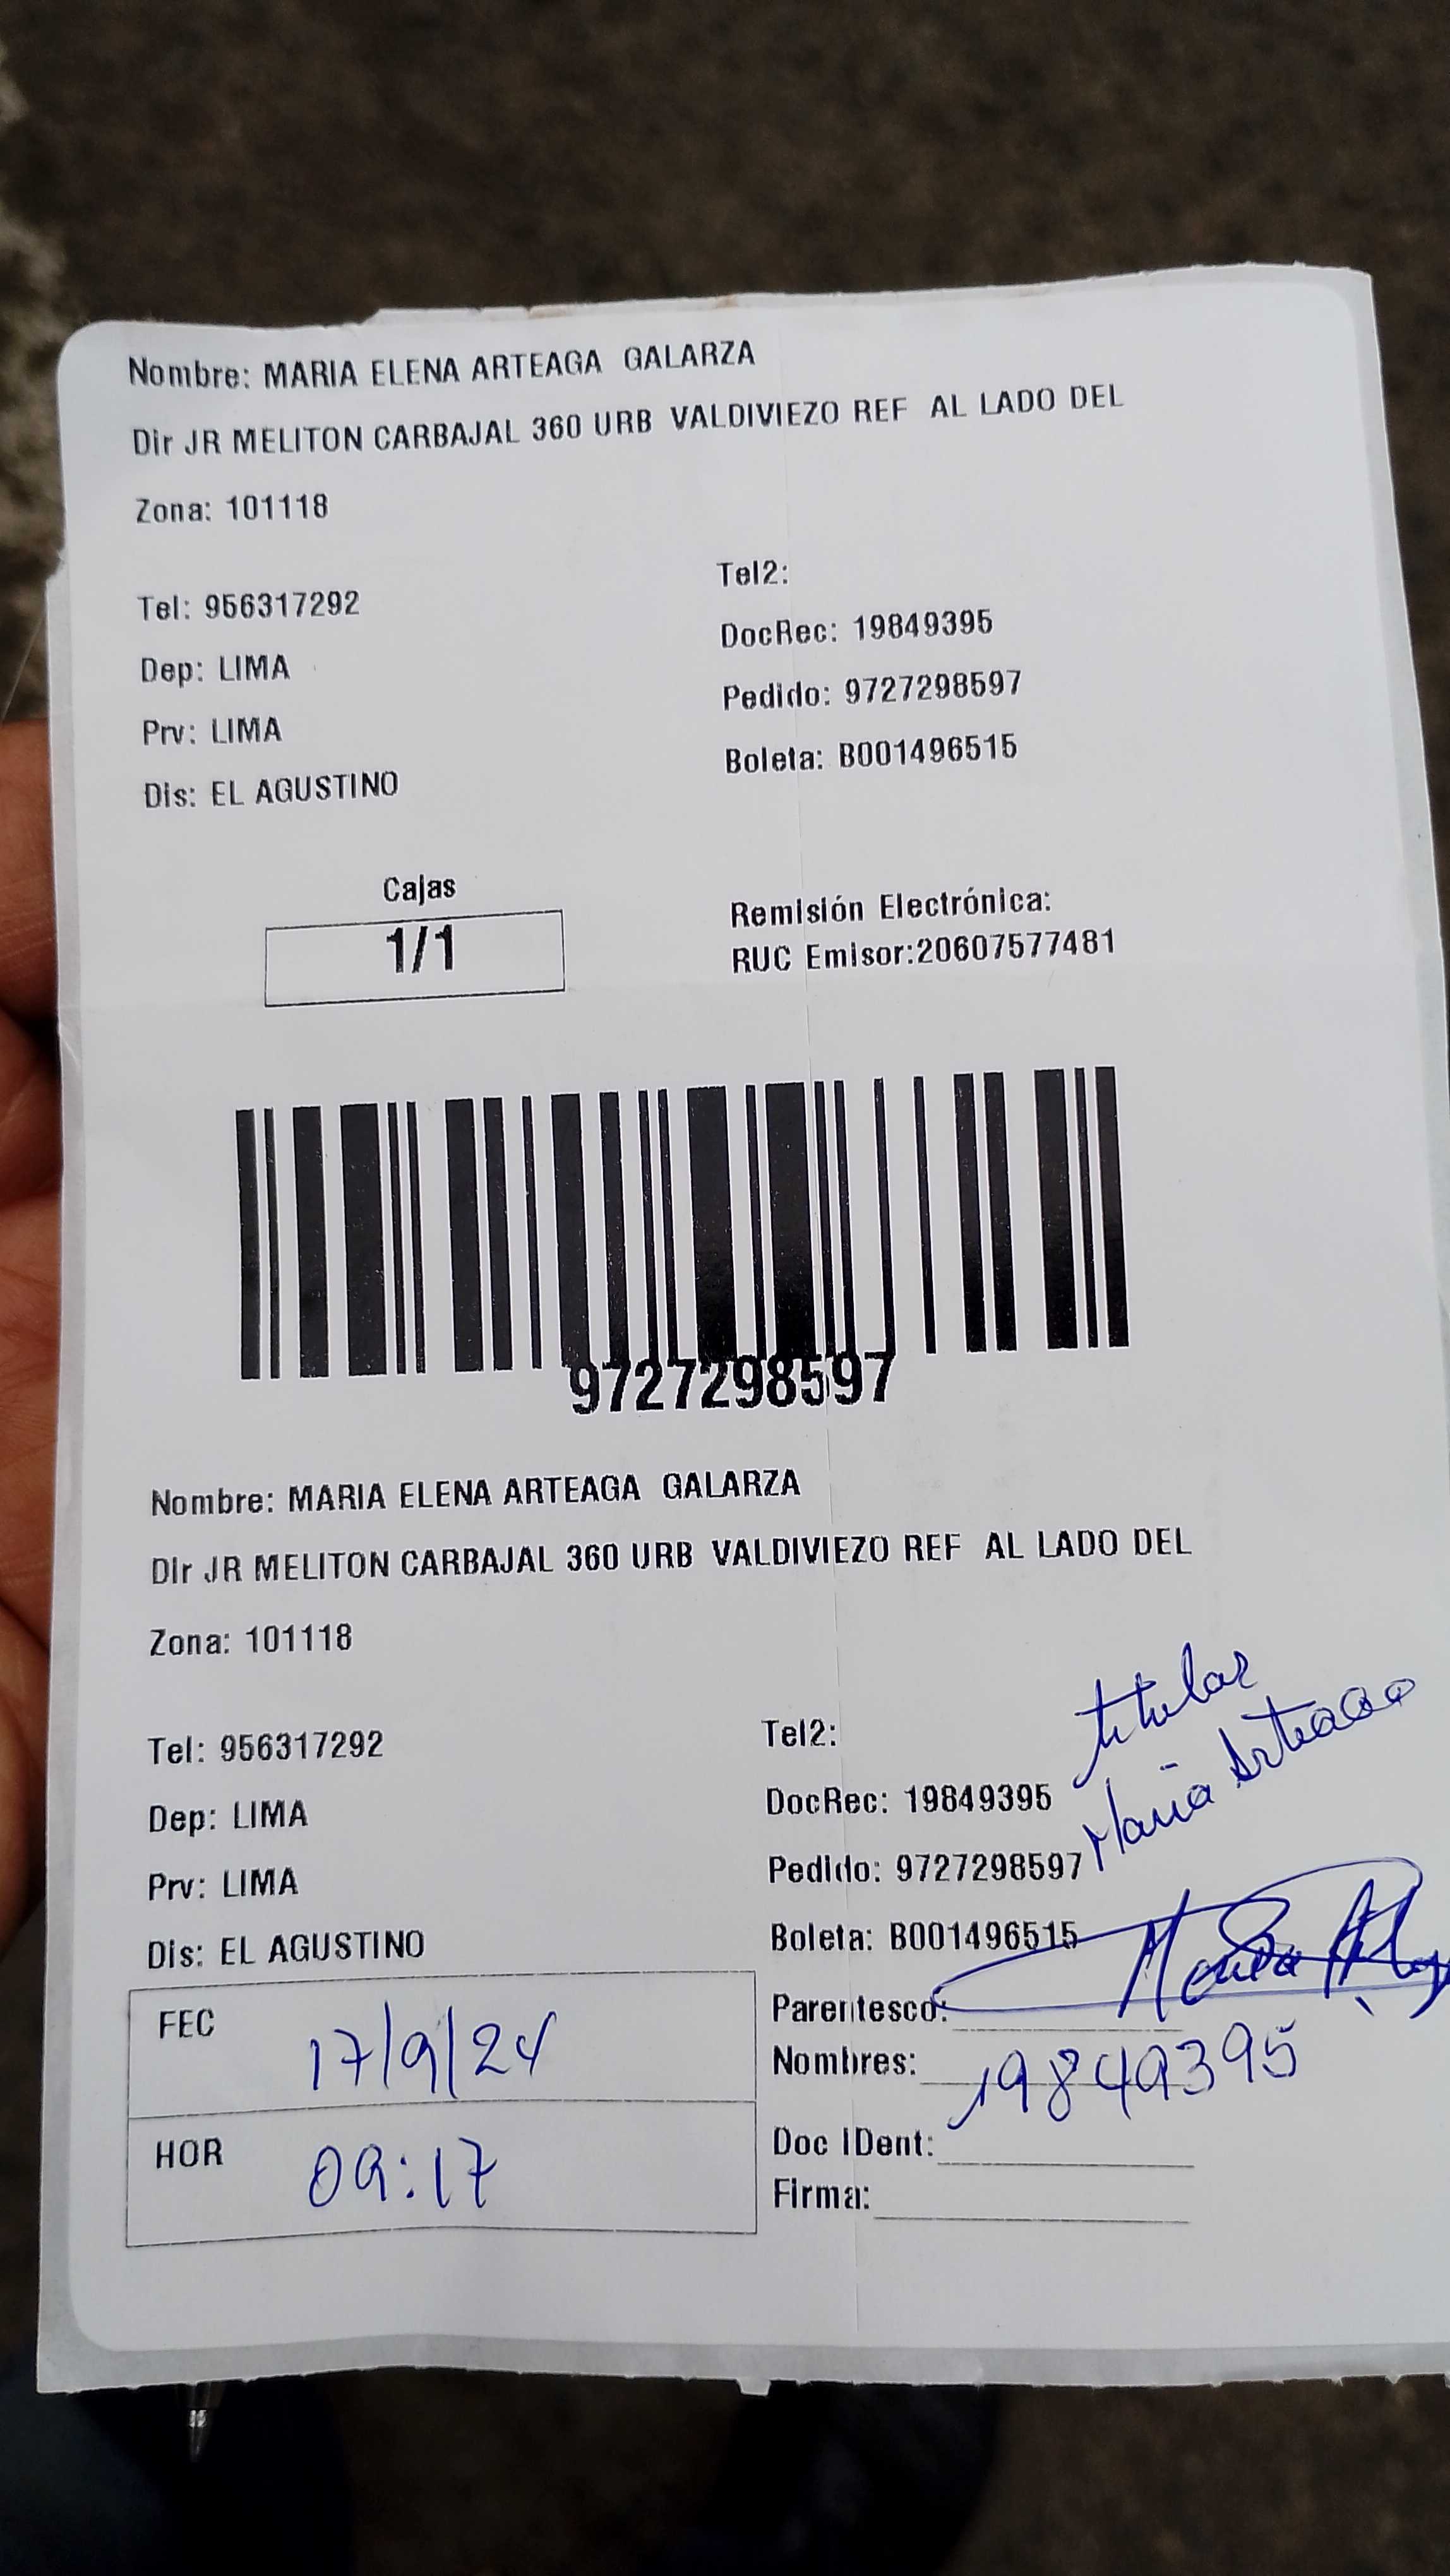 Nombre: MARIA ELENA ARTEAGA GALARZA
Dir JR MELITON CARBAJAL 360 URB VALDIVIEZO REF AL LADO DEL
Zona: 101118
Tel2:
Tel: 956317292
DocRec: 19849395
Dep: LIMA
Pedido: 9727298597
Prv: LIMA
Boleta: B001496515
Dis: EL AGUSTINO
Cajas
1/1
Remisión Electrónica:
RUC Emisor:20607577481
9727298597
Nombre: MARIA ELENA ARTEAGA GALARZA
Dir JR MELITON CARBAJAL 360 URB VALDIVIEZO REF AL LADO DEL
Zona: 101118
titular
Maria Arteaga
Tel2:
Tel: 956317292
DocRec: 19849395
Dep: LIMA
Pedido: 9727298597
Prv: LIMA
Boleta: B001496515
Dis: EL AGUSTINO
Parentesco:
FEC 17/9/24
Nombres: 19849395
HOR 09:17
Doc IDent:
Firma: